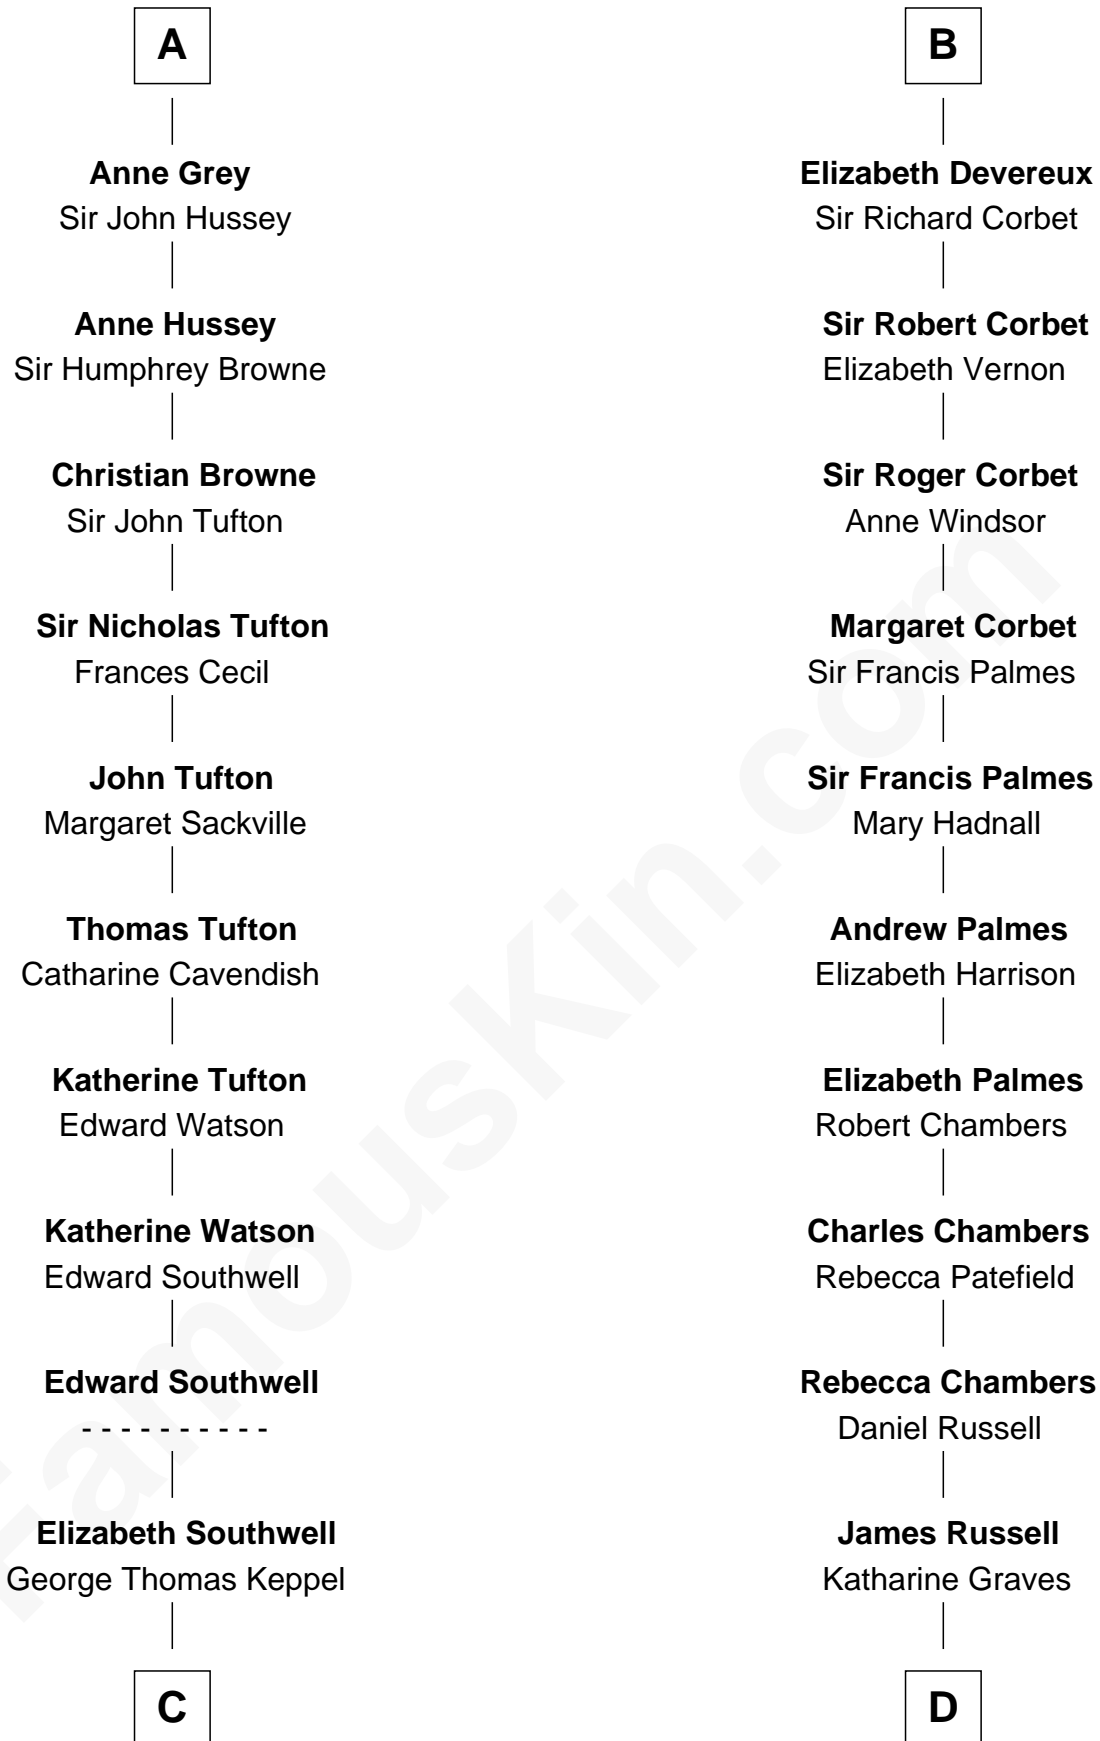 A
Anne Grey
Sir John Hussey
Anne Hussey
Sir Humphrey Browne
Christian Browne
Sir John Tufton
Sir Nicholas Tufton
Frances Cecil
John Tufton
Margaret Sackville
Thomas Tufton
Catharine Cavendish
Katherine Tufton
Edward Watson
Katherine Watson
Edward Southwell
Edward Southwell
- - - - - - - - - -
Elizabeth Southwell
George Thomas Keppel
C
B
Elizabeth Devereux
Sir Richard Corbet
Sir Robert Corbet
Elizabeth Vernon
Sir Roger Corbet
Anne Windsor
Margaret Corbet
Sir Francis Palmes
Sir Francis Palmes
Mary Hadnall
Andrew Palmes
Elizabeth Harrison
Elizabeth Palmes
Robert Chambers
Charles Chambers
Rebecca Patefield
Rebecca Chambers
Daniel Russell
James Russell
Katharine Graves
D
FamousKin.com